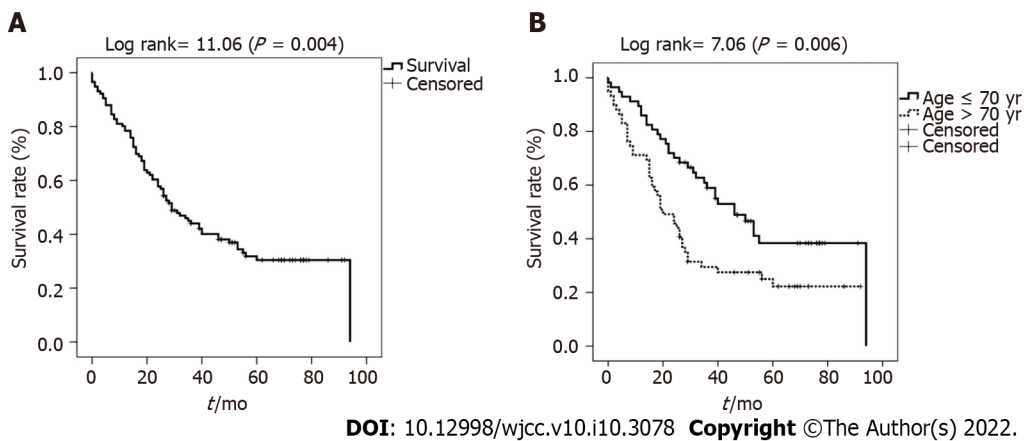 A
Log rank= 11.06 (P = 0.004)
Survival rate (%)
1.0
0.8
0.6
0.4
0.2
0.0
0 20 40 60 80 100
t/mo
Survival
Censored
B
Log rank= 7.06 (P = 0.006)
Survival rate (%)
1.0
0.8
0.6
0.4
0.2
0.0
0 20 40 60 80 100
t/mo
Age ≤ 70 yr
Age > 70 yr
Censored
Censored
DOI: 10.12998/wjcc.v10.i10.3078 Copyright ©The Author(s) 2022.